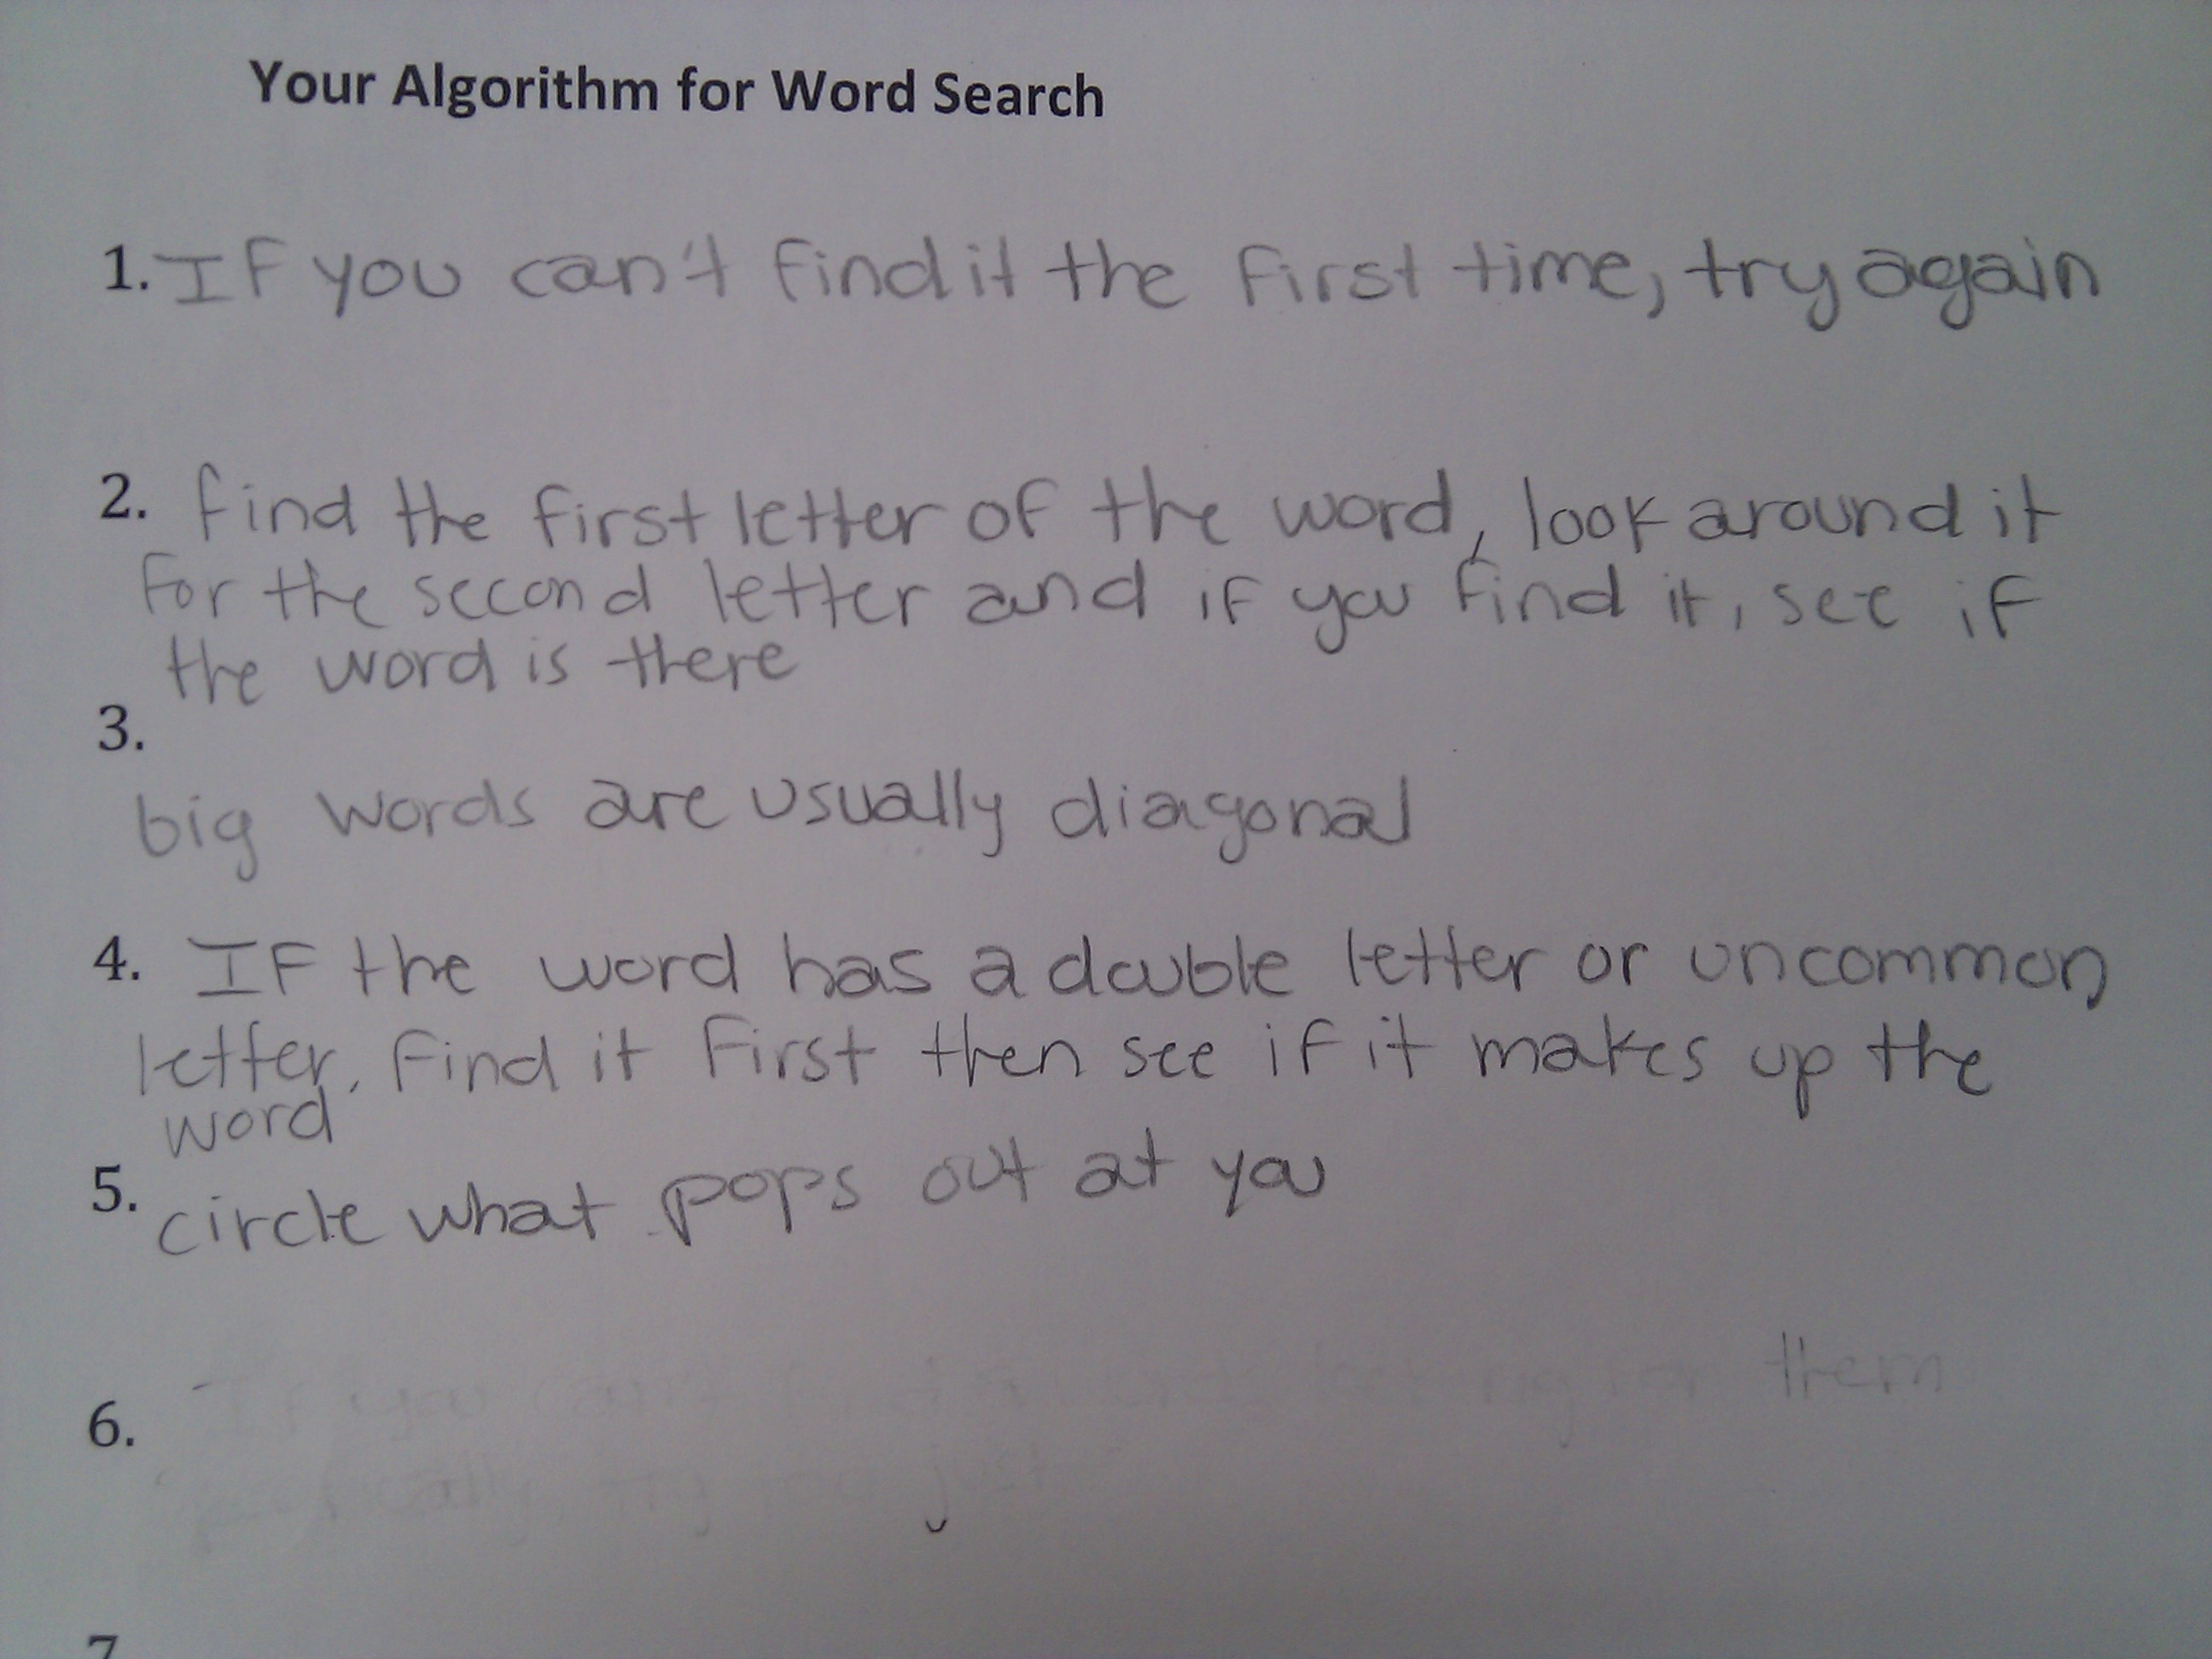 Your Algorithm for Word Search
1. If you can't find it the first time, try again
2. find the first letter of the word, look around it
for the second letter and if you find it, see if
the word is there
3.
big words are usually diagonal
4. If the word has a double letter or uncommon
letter, find it first then see if it makes up the
word
5. circle what pops out at you
6. If you can't them
just
7.